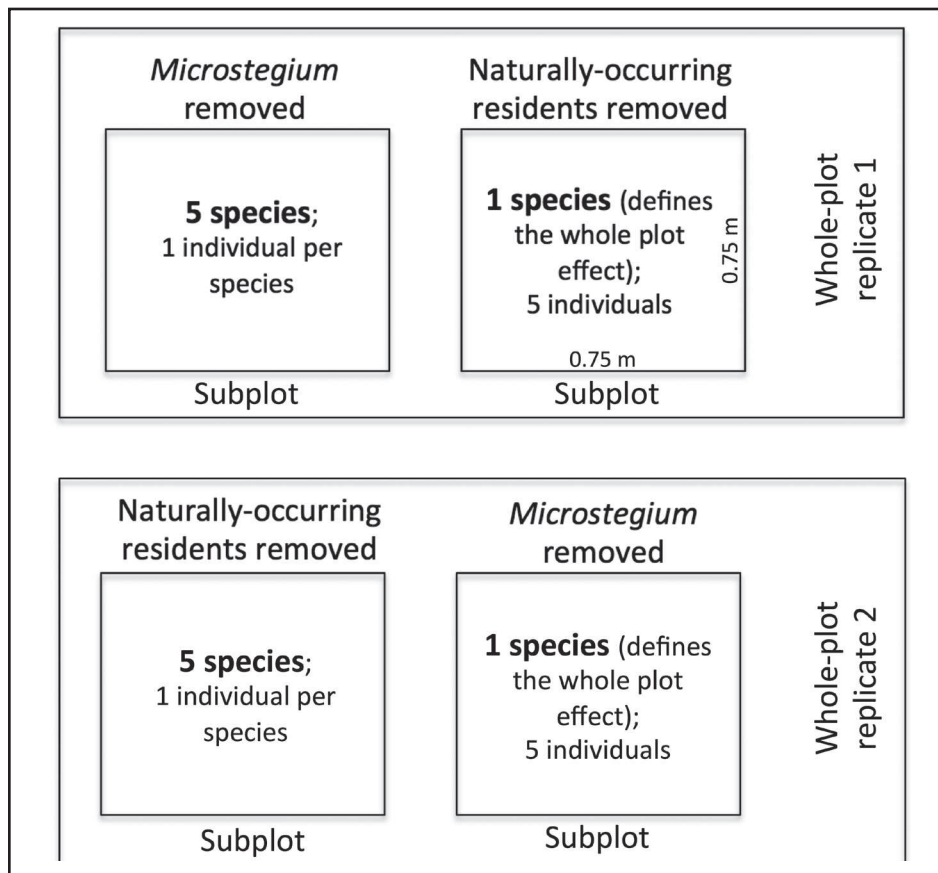 Microstegium
removed
5 species;
1 individual per
species
Subplot
Naturally-occurring
residents removed
1 species (defines
the whole plot
effect);
5 individuals
0.75 m
0.75 m
Subplot
Whole-plot
replicate 1
Naturally-occurring
residents removed
5 species;
1 individual per
species
Subplot
Microstegium
removed
1 species (defines
the whole plot
effect);
5 individuals
Subplot
Whole-plot
replicate 2